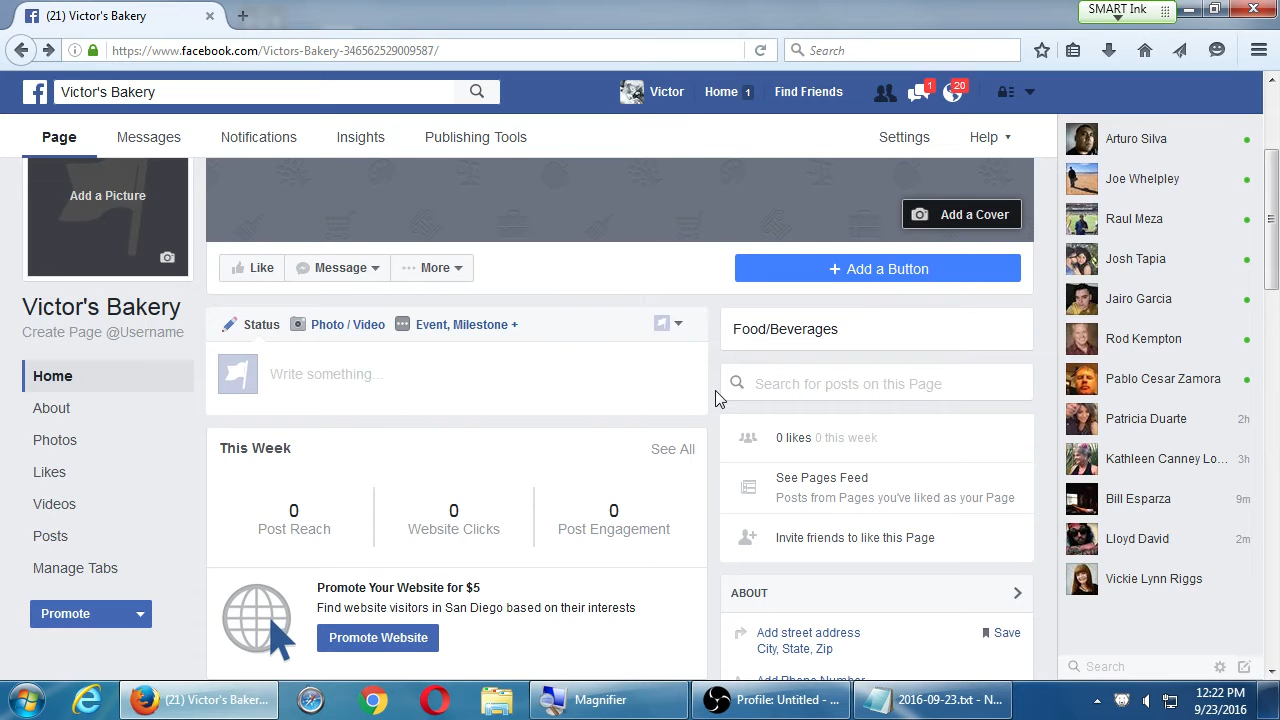 (21) Victor's Bakery
SMART Ink
https://www.facebook.com/Victors-Bakery-346562529009587/
Search
Victor's Bakery
Victor
Home 1
Find Friends
1
20
Page
Messages
Notifications
Insights
Publishing Tools
Settings
Help
Add a Picture
Add a Cover
Like
Message
More
+ Add a Button
Victor's Bakery
Create Page @Username
Home
About
Photos
Likes
Videos
Posts
Manage Tabs
Promote
Status
Photo / Video
Event, Milestone +
Write something...
This Week
See All
0
Post Reach
0
Website Clicks
0
Post Engagement
Promote Your Website for $5
Find website visitors in San Diego based on their interests
Promote Website
Food/Beverages
Search for posts on this Page
0 likes 0 this week
See Pages Feed
Posts from Pages you've liked as your Page
Invite friends to like this Page
ABOUT
Add street address
City, State, Zip
Save
Add Phone Number
Arturo Silva
Joe Whelpley
Raul Meza
Josh Tapia
Jairo Garcia
Rod Kempton
Pablo Cesar Zamora
Patricia Duarte 2h
Kathleen Canney Lo... 3h
Bill Esparza 9m
Lloyd David 2m
Vickie Lynn Riggs
Search
(21) Victor's Baker...
Magnifier
Profile: Untitled - ...
2016-09-23.txt - N...
12:22 PM
9/23/2016